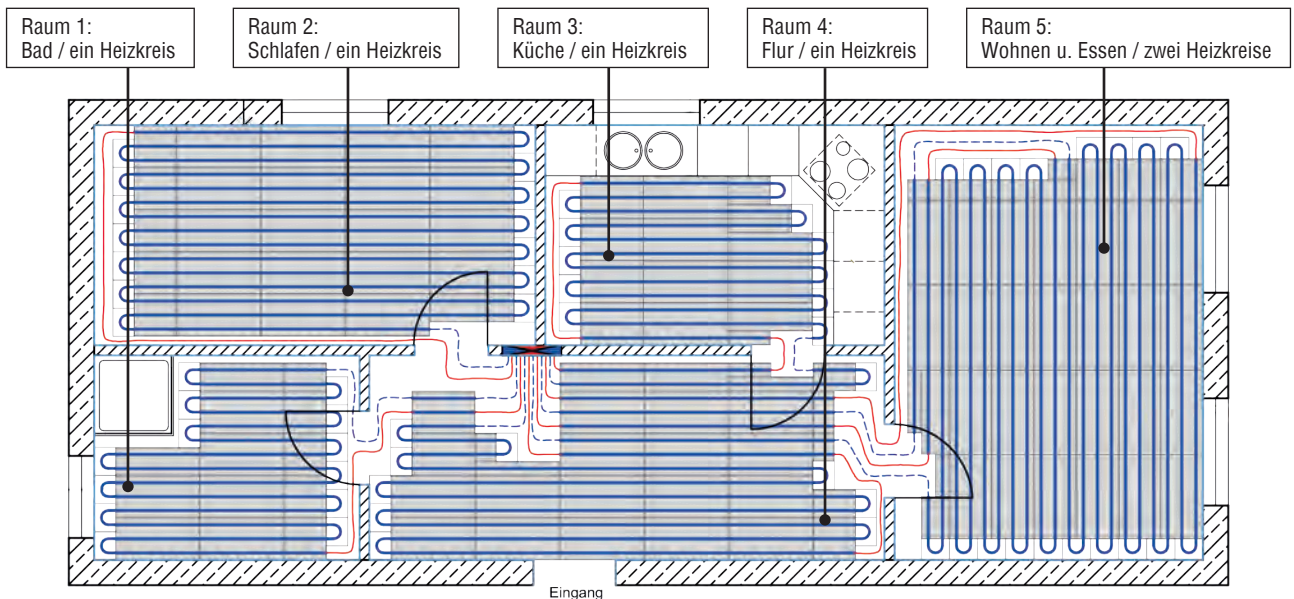 Raum 1:
Bad / ein Heizkreis
Raum 2:
Schlafen / ein Heizkreis
Raum 3:
Küche / ein Heizkreis
Raum 4:
Flur / ein Heizkreis
Raum 5:
Wohnen u. Essen / zwei Heizkreise
Eingang